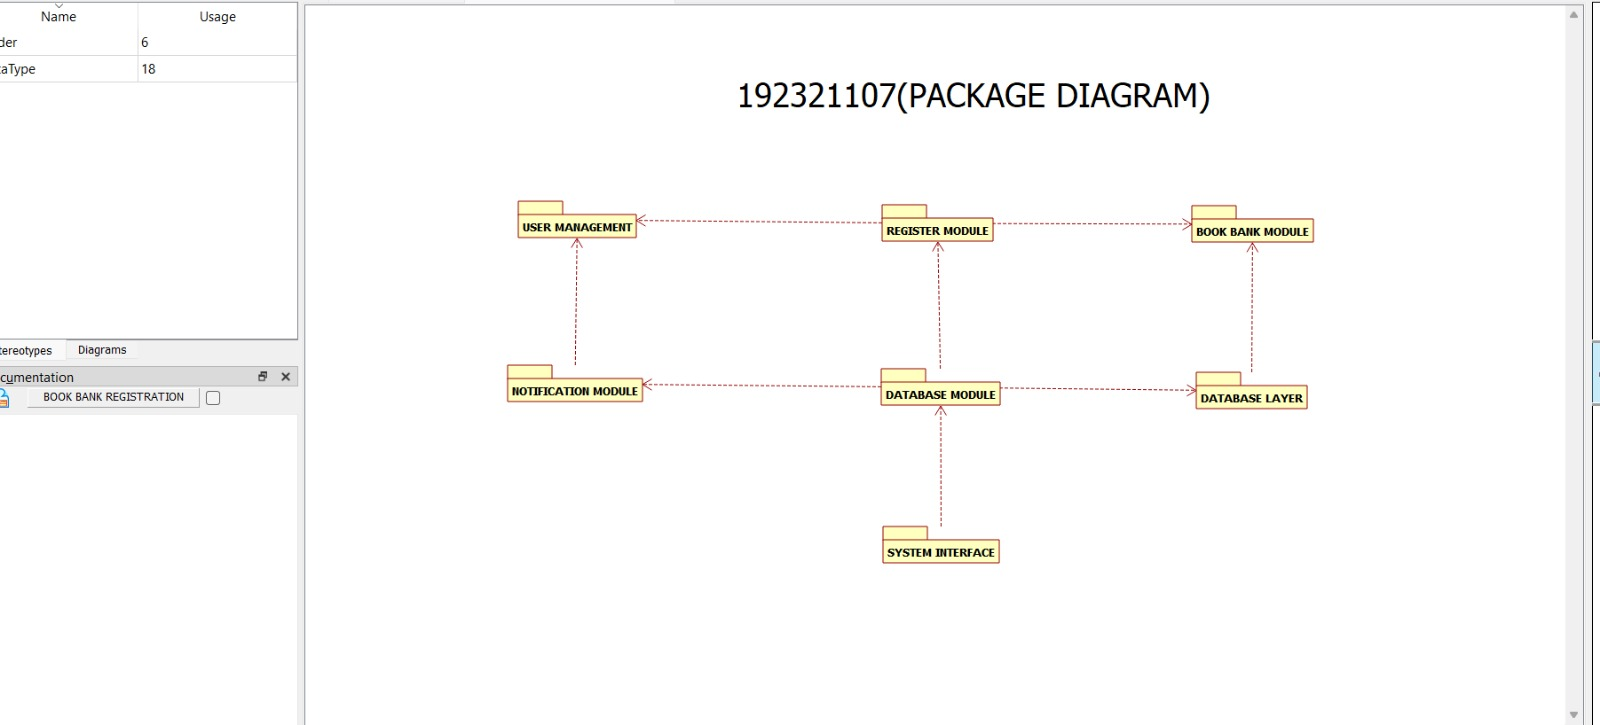 Name Usage
der 6
aType 18
192321107(PACKAGE DIAGRAM)
USER MANAGEMENT
REGISTER MODULE
BOOK BANK MODULE
tereotypes Diagrams
cumentation
BOOK BANK REGISTRATION
NOTIFICATION MODULE
DATABASE MODULE
DATABASE LAYER
SYSTEM INTERFACE